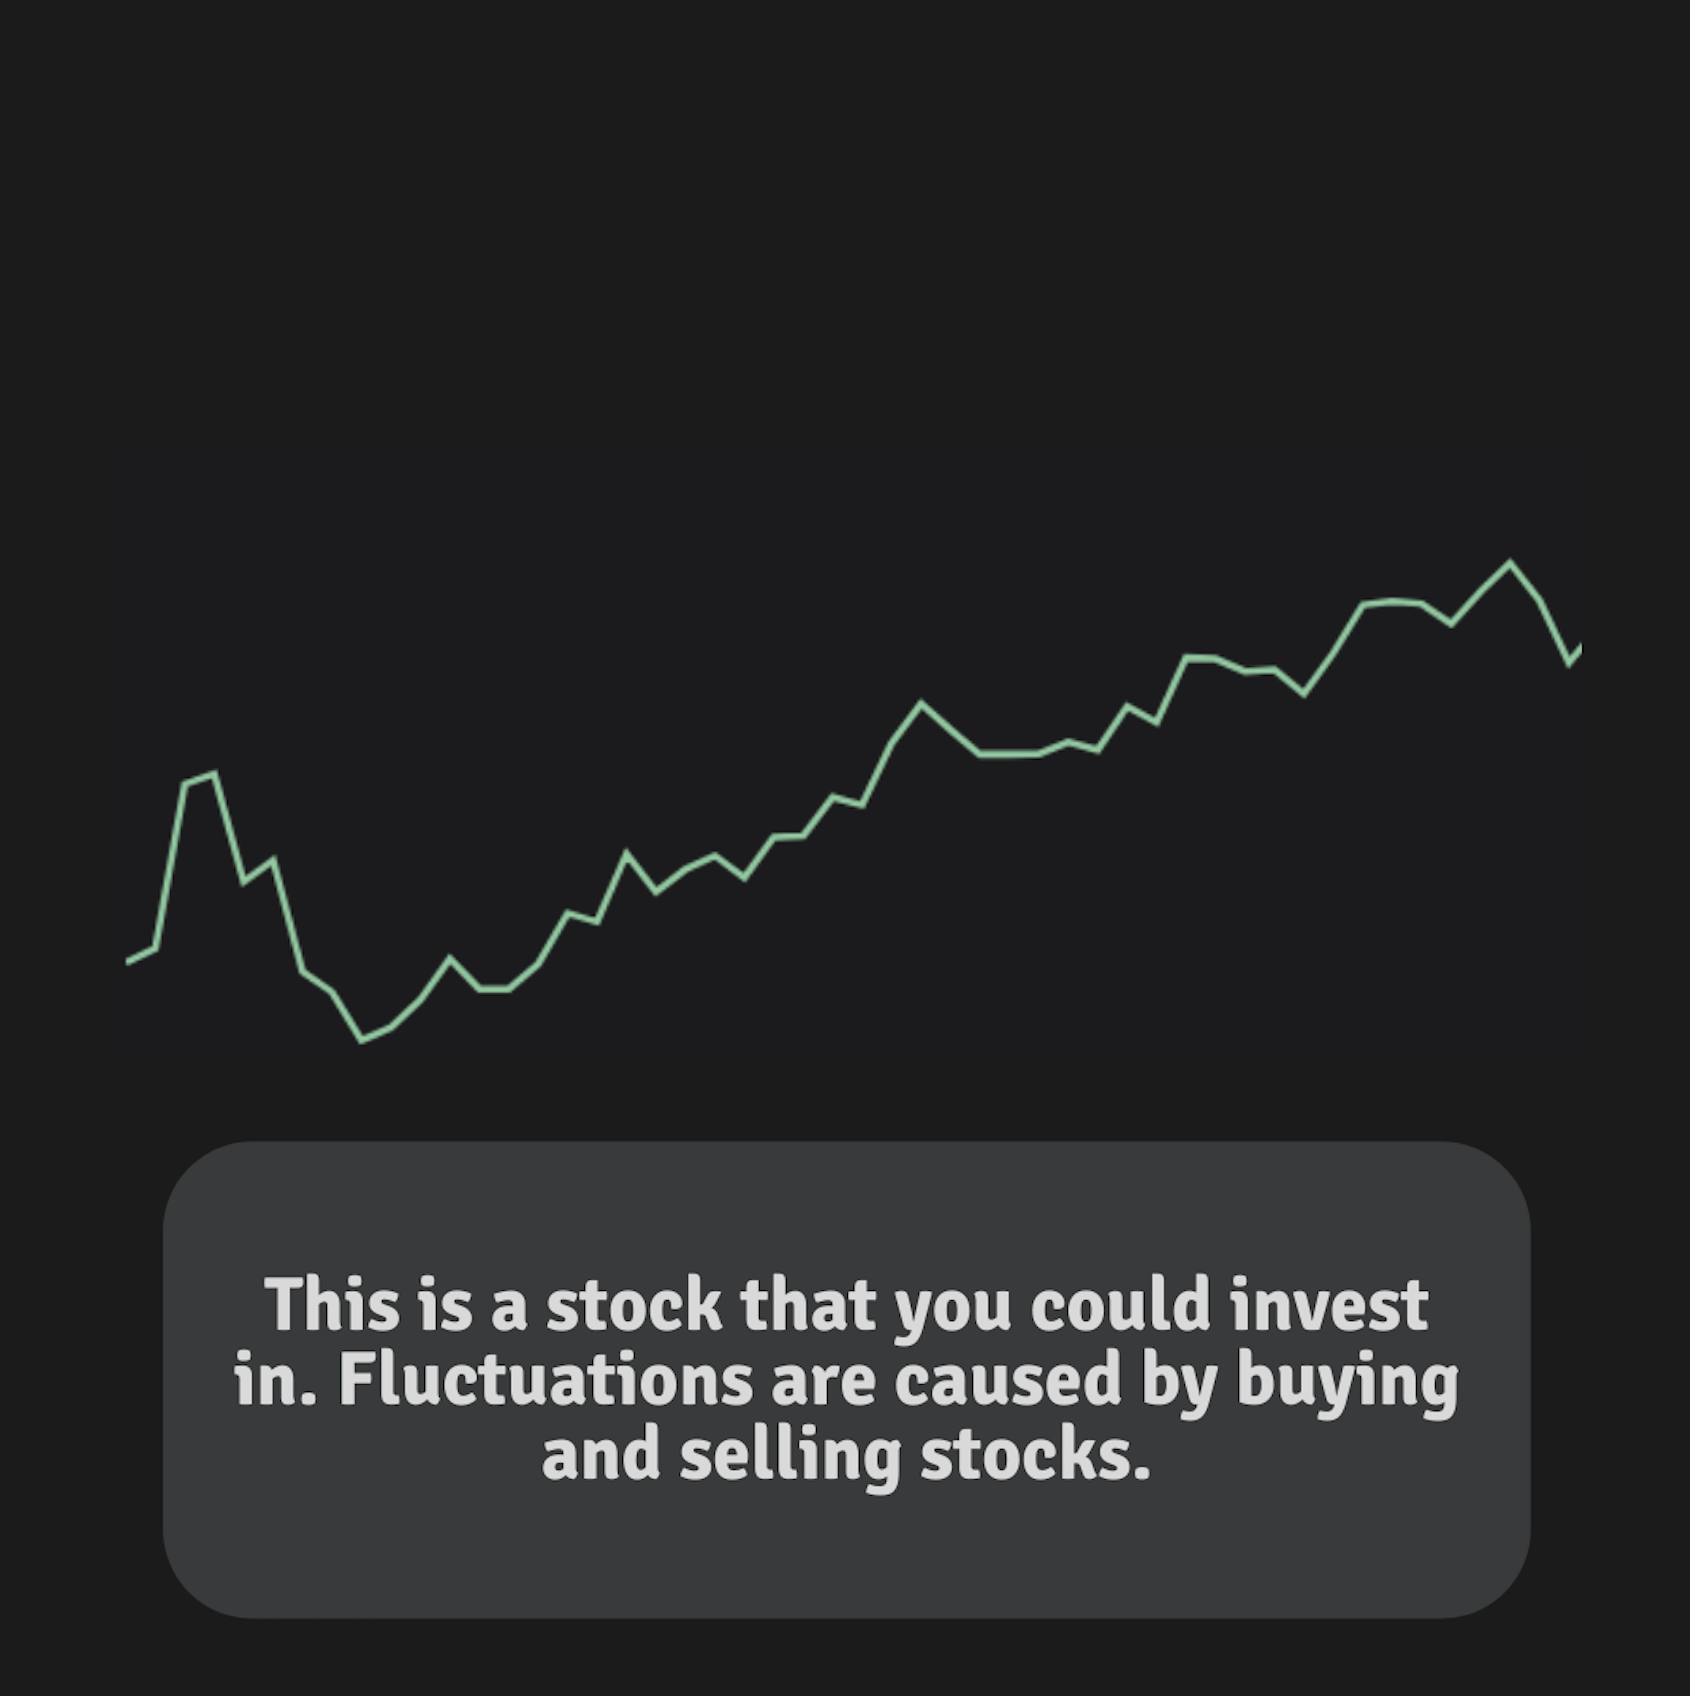 This is a stock that you could invest
in. Fluctuations are caused by buying
and selling stocks.